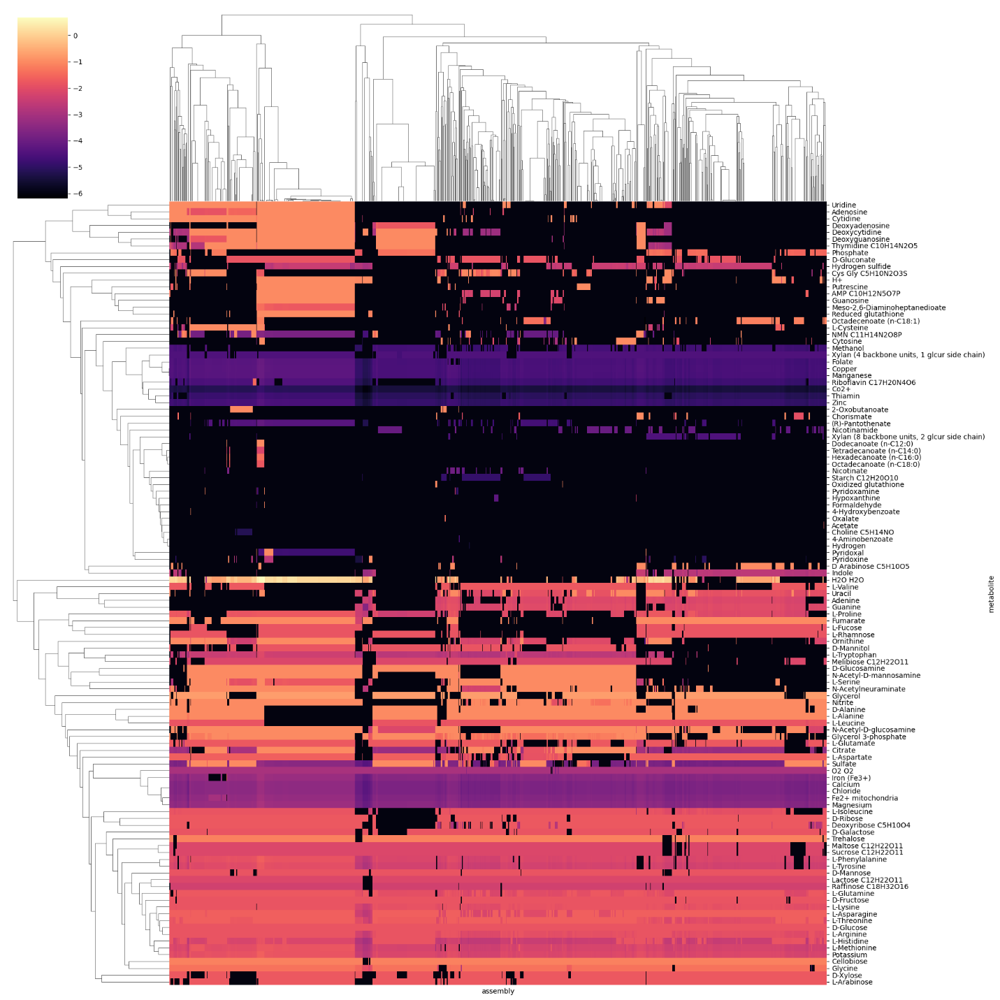 0
−1
−2
−3
−4
−5
−6
Uridine
Adenosine
Cytidine
Deoxyadenosine
Deoxycytidine
Deoxyguanosine
Thymidine C10H14N2O5
Phosphate
D-Gluconate
Hydrogen sulfide
Cys Gly C5H10N2O3S
H+
Putrescine
AMP C10H12N5O7P
Guanosine
Meso-2,6-Diaminoheptanedioate
Reduced glutathione
Octadecenoate (n-C18:1)
L-Cysteine
NMN C11H14N2O8P
Cytosine
Methanol
Xylan (4 backbone units, 1 glcur side chain)
Folate
Copper
Manganese
Riboflavin C17H20N4O6
Co2+
Thiamin
Zinc
2-Oxobutanoate
Chorismate
(R)-Pantothenate
Nicotinamide
Xylan (8 backbone units, 2 glcur side chain)
Dodecanoate (n-C12:0)
Tetradecanoate (n-C14:0)
Hexadecanoate (n-C16:0)
Octadecanoate (n-C18:0)
Nicotinate
Starch C12H20O10
Oxidized glutathione
Pyridoxamine
Hypoxanthine
Formaldehyde
4-Hydroxybenzoate
Oxalate
Acetate
Choline C5H14NO
4-Aminobenzoate
Hydrogen
Pyridoxal
Pyridoxine
D Arabinose C5H10O5
Indole
H2O H2O
L-Valine
Uracil
Adenine
Guanine
L-Proline
Fumarate
L-Fucose
L-Rhamnose
Ornithine
D-Mannitol
L-Tryptophan
Melibiose C12H22O11
D-Glucosamine
N-Acetyl-D-mannosamine
L-Serine
N-Acetylneuraminate
Glycerol
Nitrite
D-Alanine
L-Alanine
L-Leucine
N-Acetyl-D-glucosamine
Glycerol 3-phosphate
L-Glutamate
Citrate
L-Aspartate
Sulfate
O2 O2
Iron (Fe3+)
Calcium
Chloride
Fe2+ mitochondria
Magnesium
L-Isoleucine
D-Ribose
Deoxyribose C5H10O4
D-Galactose
Trehalose
Maltose C12H22O11
Sucrose C12H22O11
L-Phenylalanine
L-Tyrosine
D-Mannose
Lactose C12H22O11
Raffinose C18H32O16
L-Glutamine
D-Fructose
L-Lysine
L-Asparagine
L-Threonine
D-Glucose
L-Arginine
L-Histidine
L-Methionine
Potassium
Cellobiose
Glycine
D-Xylose
L-Arabinose
metabolite
assembly